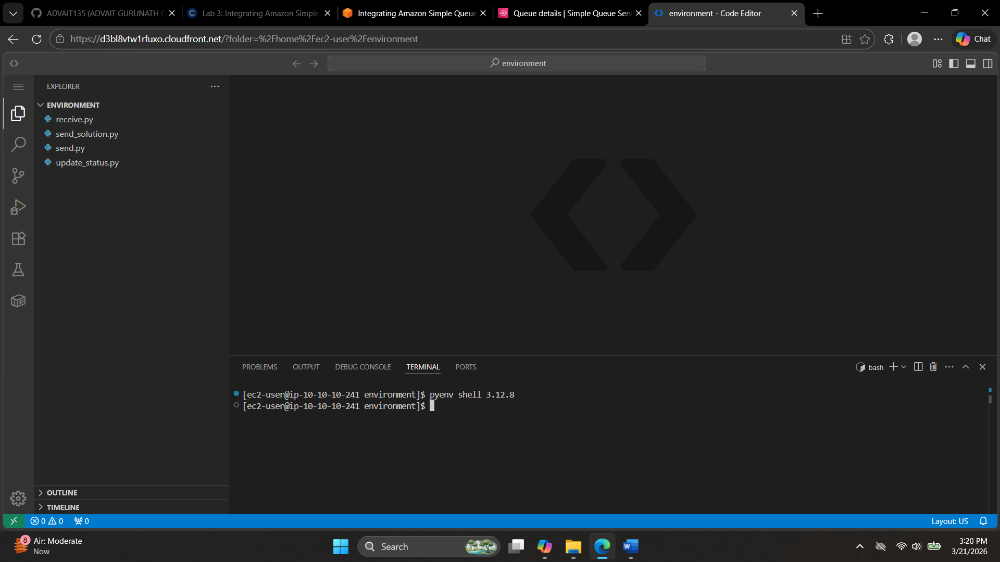 ADVAIT135 (ADVAIT GURUNATH C
Lab 3: Integrating Amazon Simple
Integrating Amazon Simple Queue
Queue details | Simple Queue Serv
environment - Code Editor
https://d3bl8vtw1rfuxo.cloudfront.net/?folder=%2Fhome%2Fec2-user%2Fenvironment
Chat
environment
EXPLORER
ENVIRONMENT
receive.py
send_solution.py
send.py
update_status.py
PROBLEMS OUTPUT DEBUG CONSOLE TERMINAL PORTS
bash
[ec2-user@ip-10-10-10-241 environment]$ pyenv shell 3.12.8
[ec2-user@ip-10-10-10-241 environment]$
OUTLINE
TIMELINE
0 0 0
Layout: US
8
Air: Moderate
Now
Search
3:20 PM
3/21/2026